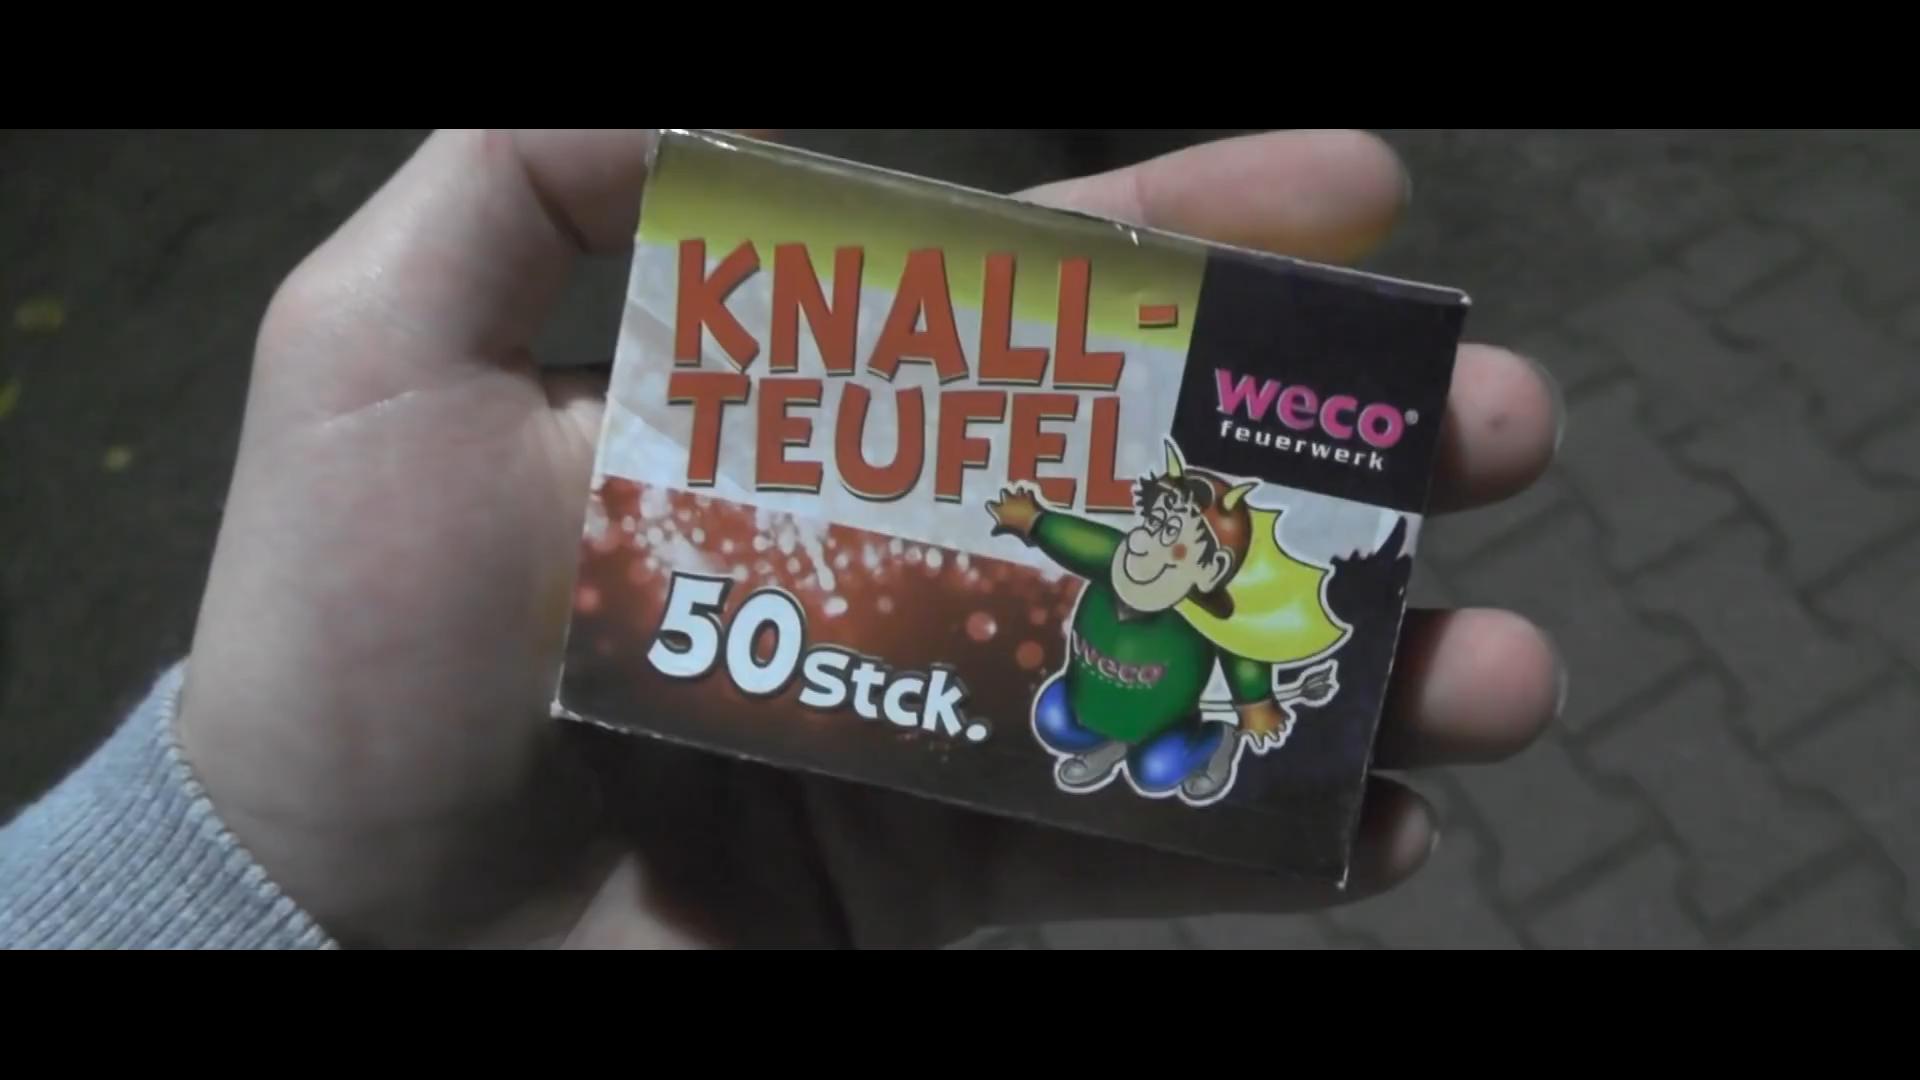 KNALL-
TEUFEL
weco®
feuerwerk
50stck.
weco